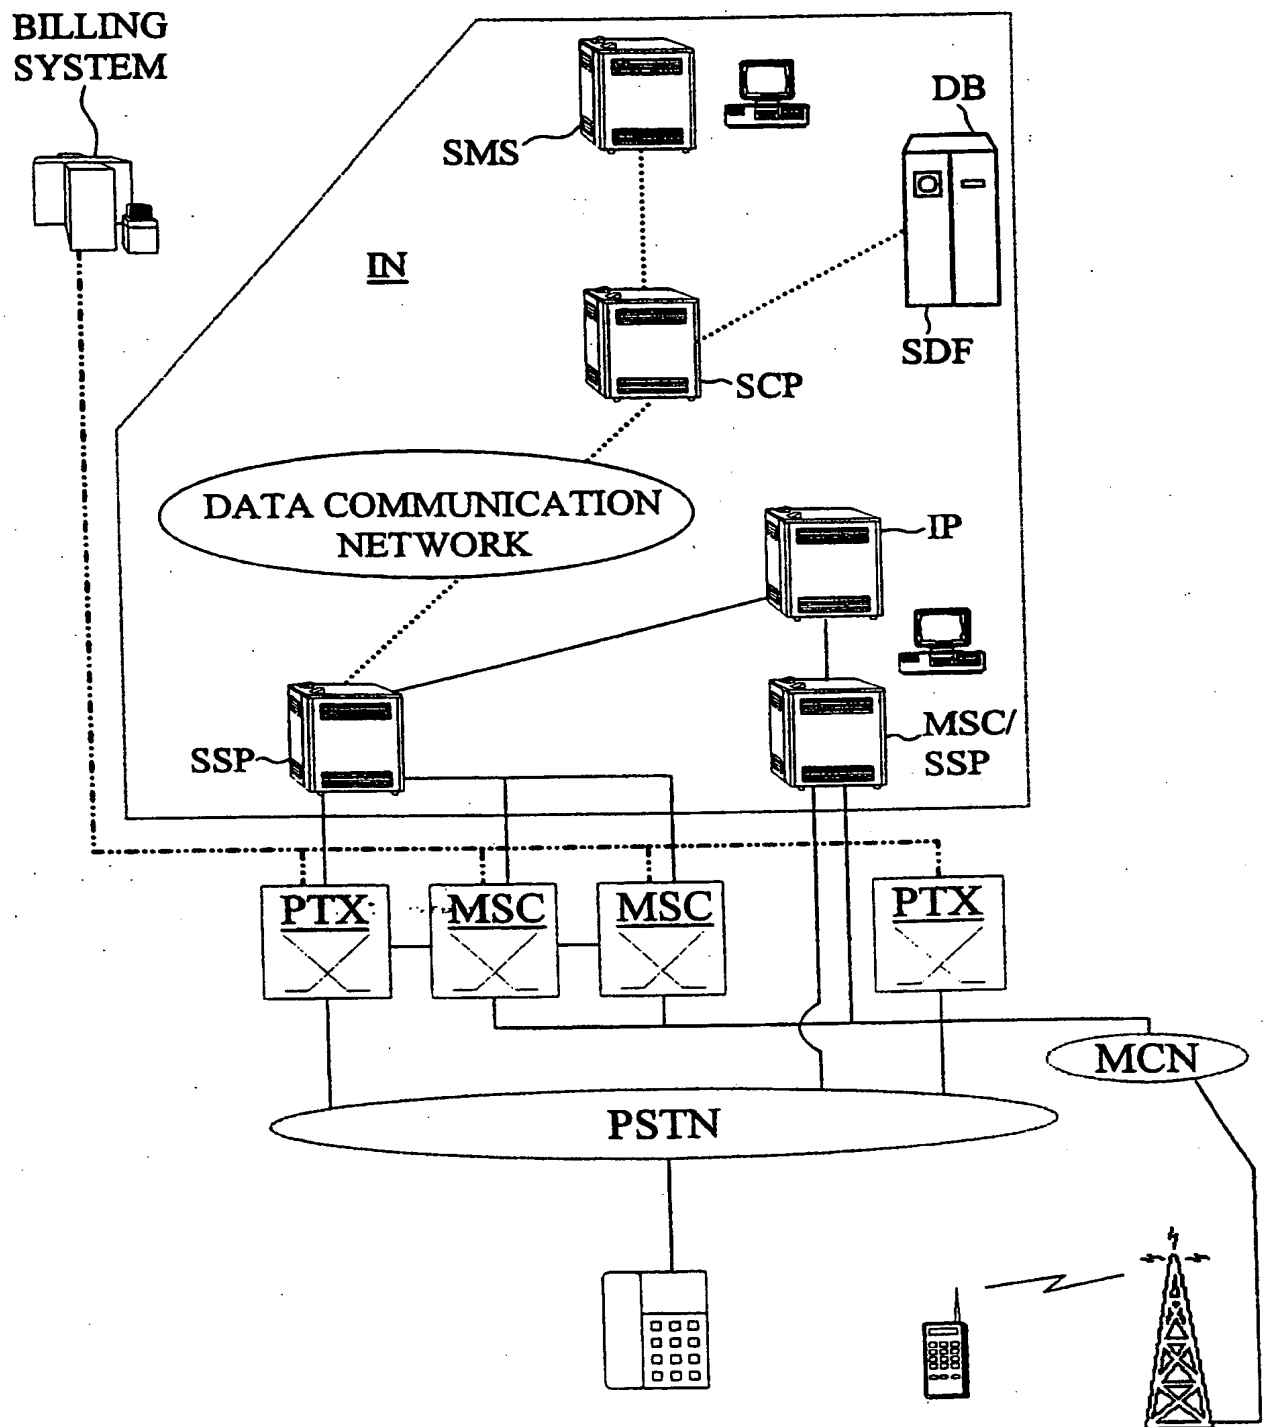 BILLING
SYSTEM
SMS
DB
IN
SDF
SCP
DATA COMMUNICATION
NETWORK
IP
SSP
MSC/
SSP
PTX
MSC
MSC
PTX
MCN
PSTN